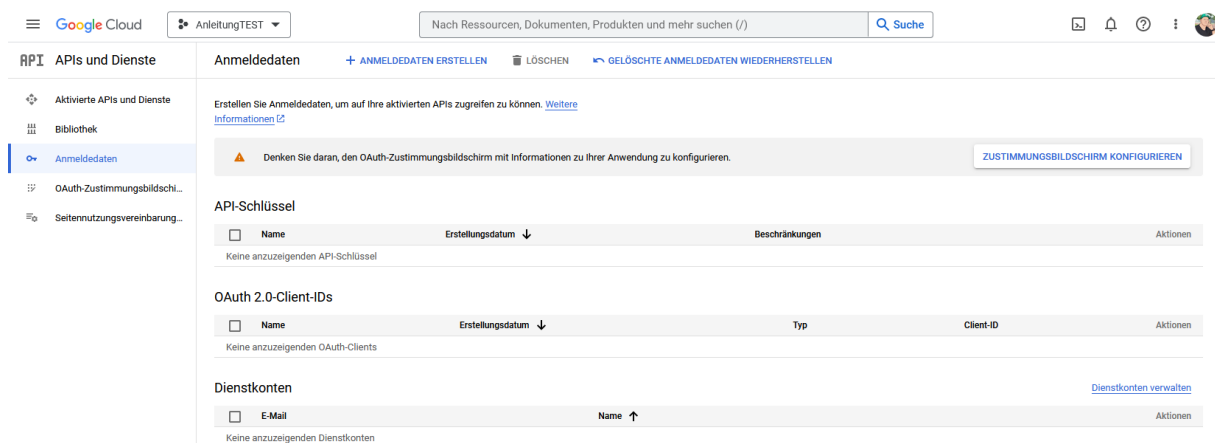 Google Cloud AnleitungTEST Nach Ressourcen, Dokumenten, Produkten und mehr suchen (/) Suche
API APIs und Dienste Anmeldedaten + ANMELDEDATEN ERSTELLEN LÖSCHEN GELÖSCHTE ANMELDEDATEN WIEDERHERSTELLEN
Aktivierte APIs und Dienste
Bibliothek
Anmeldedaten
OAuth-Zustimmungsbildschi...
Seitennutzungsvereinbarung...
Erstellen Sie Anmeldedaten, um auf Ihre aktivierten APIs zugreifen zu können. Weitere
Informationen
Denken Sie daran, den OAuth-Zustimmungsbildschirm mit Informationen zu Ihrer Anwendung zu konfigurieren. ZUSTIMMUNGSBILDSCHIRM KONFIGURIEREN
API-Schlüssel
Name Erstellungsdatum Beschränkungen Aktionen
Keine anzuzeigenden API-Schlüssel
OAuth 2.0-Client-IDs
Name Erstellungsdatum Typ Client-ID Aktionen
Keine anzuzeigenden OAuth-Clients
Dienstkonten Dienstkonten verwalten
E-Mail Name Aktionen
Keine anzuzeigenden Dienstkonten